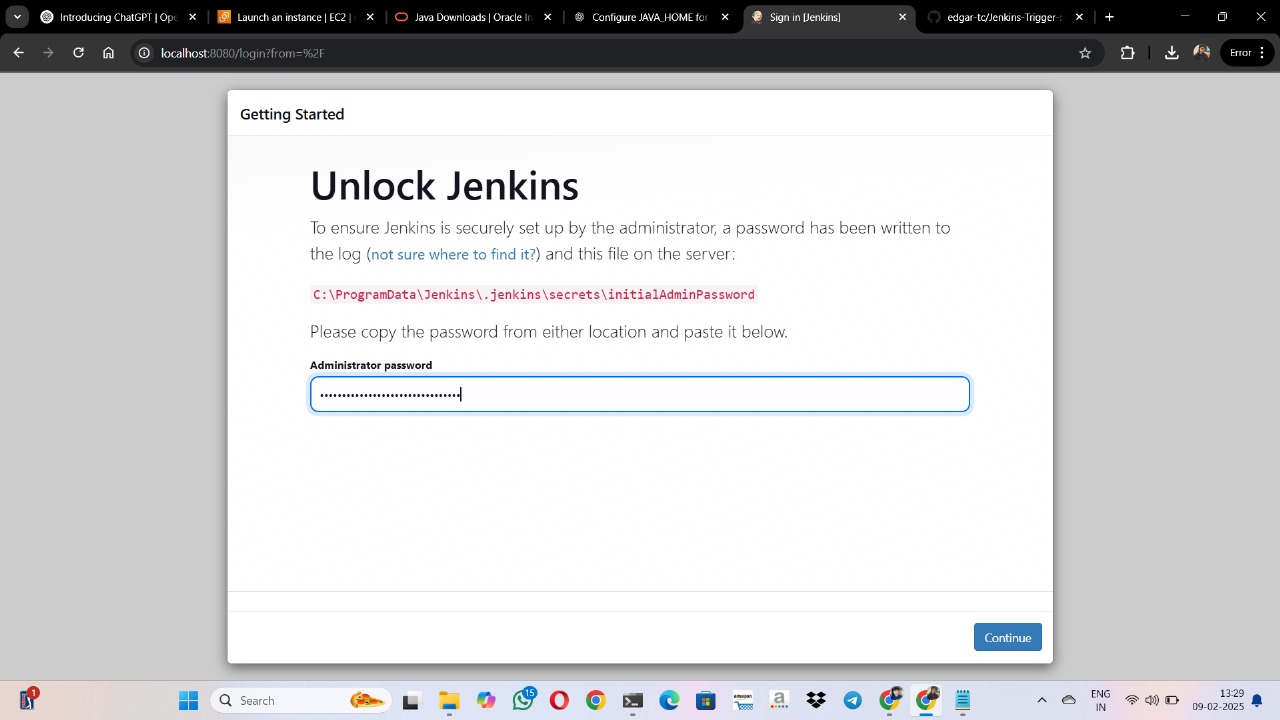 Introducing ChatGPT | Ope
Launch an instance | EC2 |
Java Downloads | Oracle In
Configure JAVA_HOME for
Sign in [Jenkins]
edgar-tc/Jenkins-Trigger-
localhost:8080/login?from=%2F
Error
Getting Started
Unlock Jenkins
To ensure Jenkins is securely set up by the administrator, a password has been written to
the log (not sure where to find it?) and this file on the server:
C:\ProgramData\Jenkins\.jenkins\secrets\initialAdminPassword
Please copy the password from either location and paste it below.
Administrator password
Continue
1
Search
15
amazon
a
ENG
IN
13:29
09-02-2025